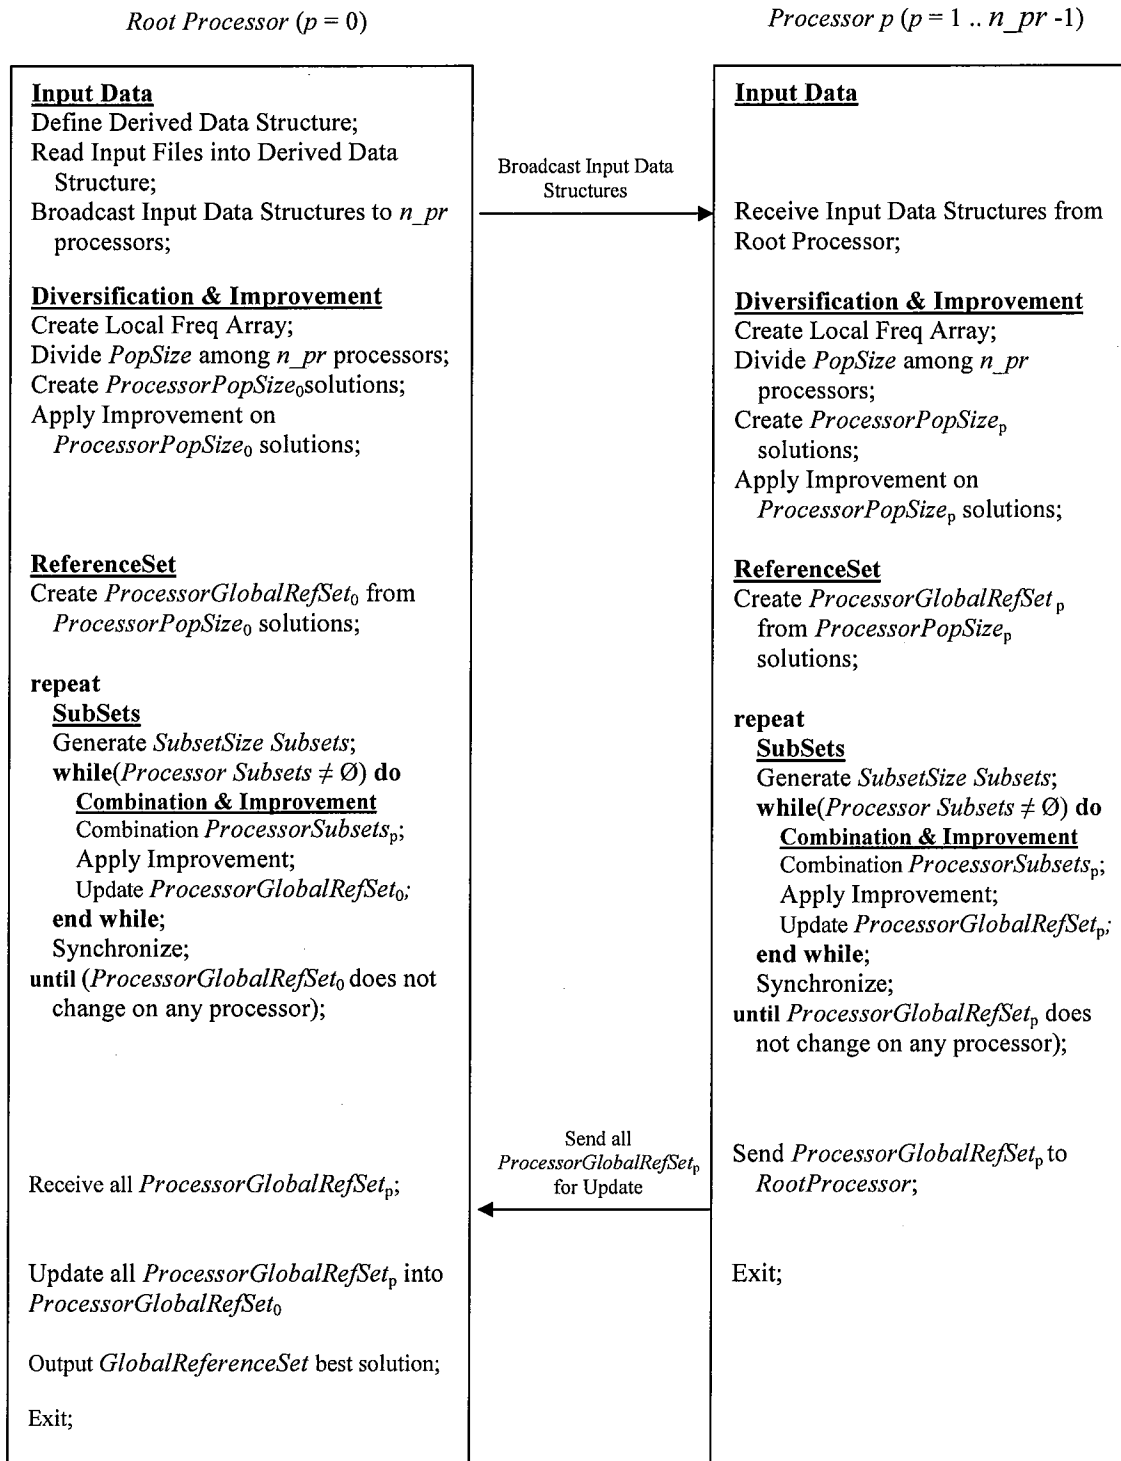 Root Processor (p = 0)
Processor p (p = 1 .. n_pr -1)
Input Data
Define Derived Data Structure;
Read Input Files into Derived Data
Structure;
Broadcast Input Data Structures to n_pr
processors;
Diversification & Improvement
Create Local Freq Array;
Divide PopSize among n_pr processors;
Create ProcessorPopSize0solutions;
Apply Improvement on
ProcessorPopSize0 solutions;
ReferenceSet
Create ProcessorGlobalRefSet0 from
ProcessorPopSize0 solutions;
repeat
SubSets
Generate SubsetSize Subsets;
while(Processor Subsets ≠ Ø) do
Combination & Improvement
Combination ProcessorSubsetsp;
Apply Improvement;
Update ProcessorGlobalRefSet0;
end while;
Synchronize;
until (ProcessorGlobalRefSet0 does not
change on any processor);
Receive all ProcessorGlobalRefSetp;
Update all ProcessorGlobalRefSetp into
ProcessorGlobalRefSet0
Output GlobalReferenceSet best solution;
Exit;
Broadcast Input Data
Structures
Send all
ProcessorGlobalRefSetp
for Update
Input Data
Receive Input Data Structures from
Root Processor;
Diversification & Improvement
Create Local Freq Array;
Divide PopSize among n_pr
processors;
Create ProcessorPopSizep
solutions;
Apply Improvement on
ProcessorPopSizep solutions;
ReferenceSet
Create ProcessorGlobalRefSet p
from ProcessorPopSizep
solutions;
repeat
SubSets
Generate SubsetSize Subsets;
while(Processor Subsets ≠ Ø) do
Combination & Improvement
Combination ProcessorSubsetsp;
Apply Improvement;
Update ProcessorGlobalRefSetp;
end while;
Synchronize;
until ProcessorGlobalRefSetp does
not change on any processor);
Send ProcessorGlobalRefSetp to
RootProcessor;
Exit;